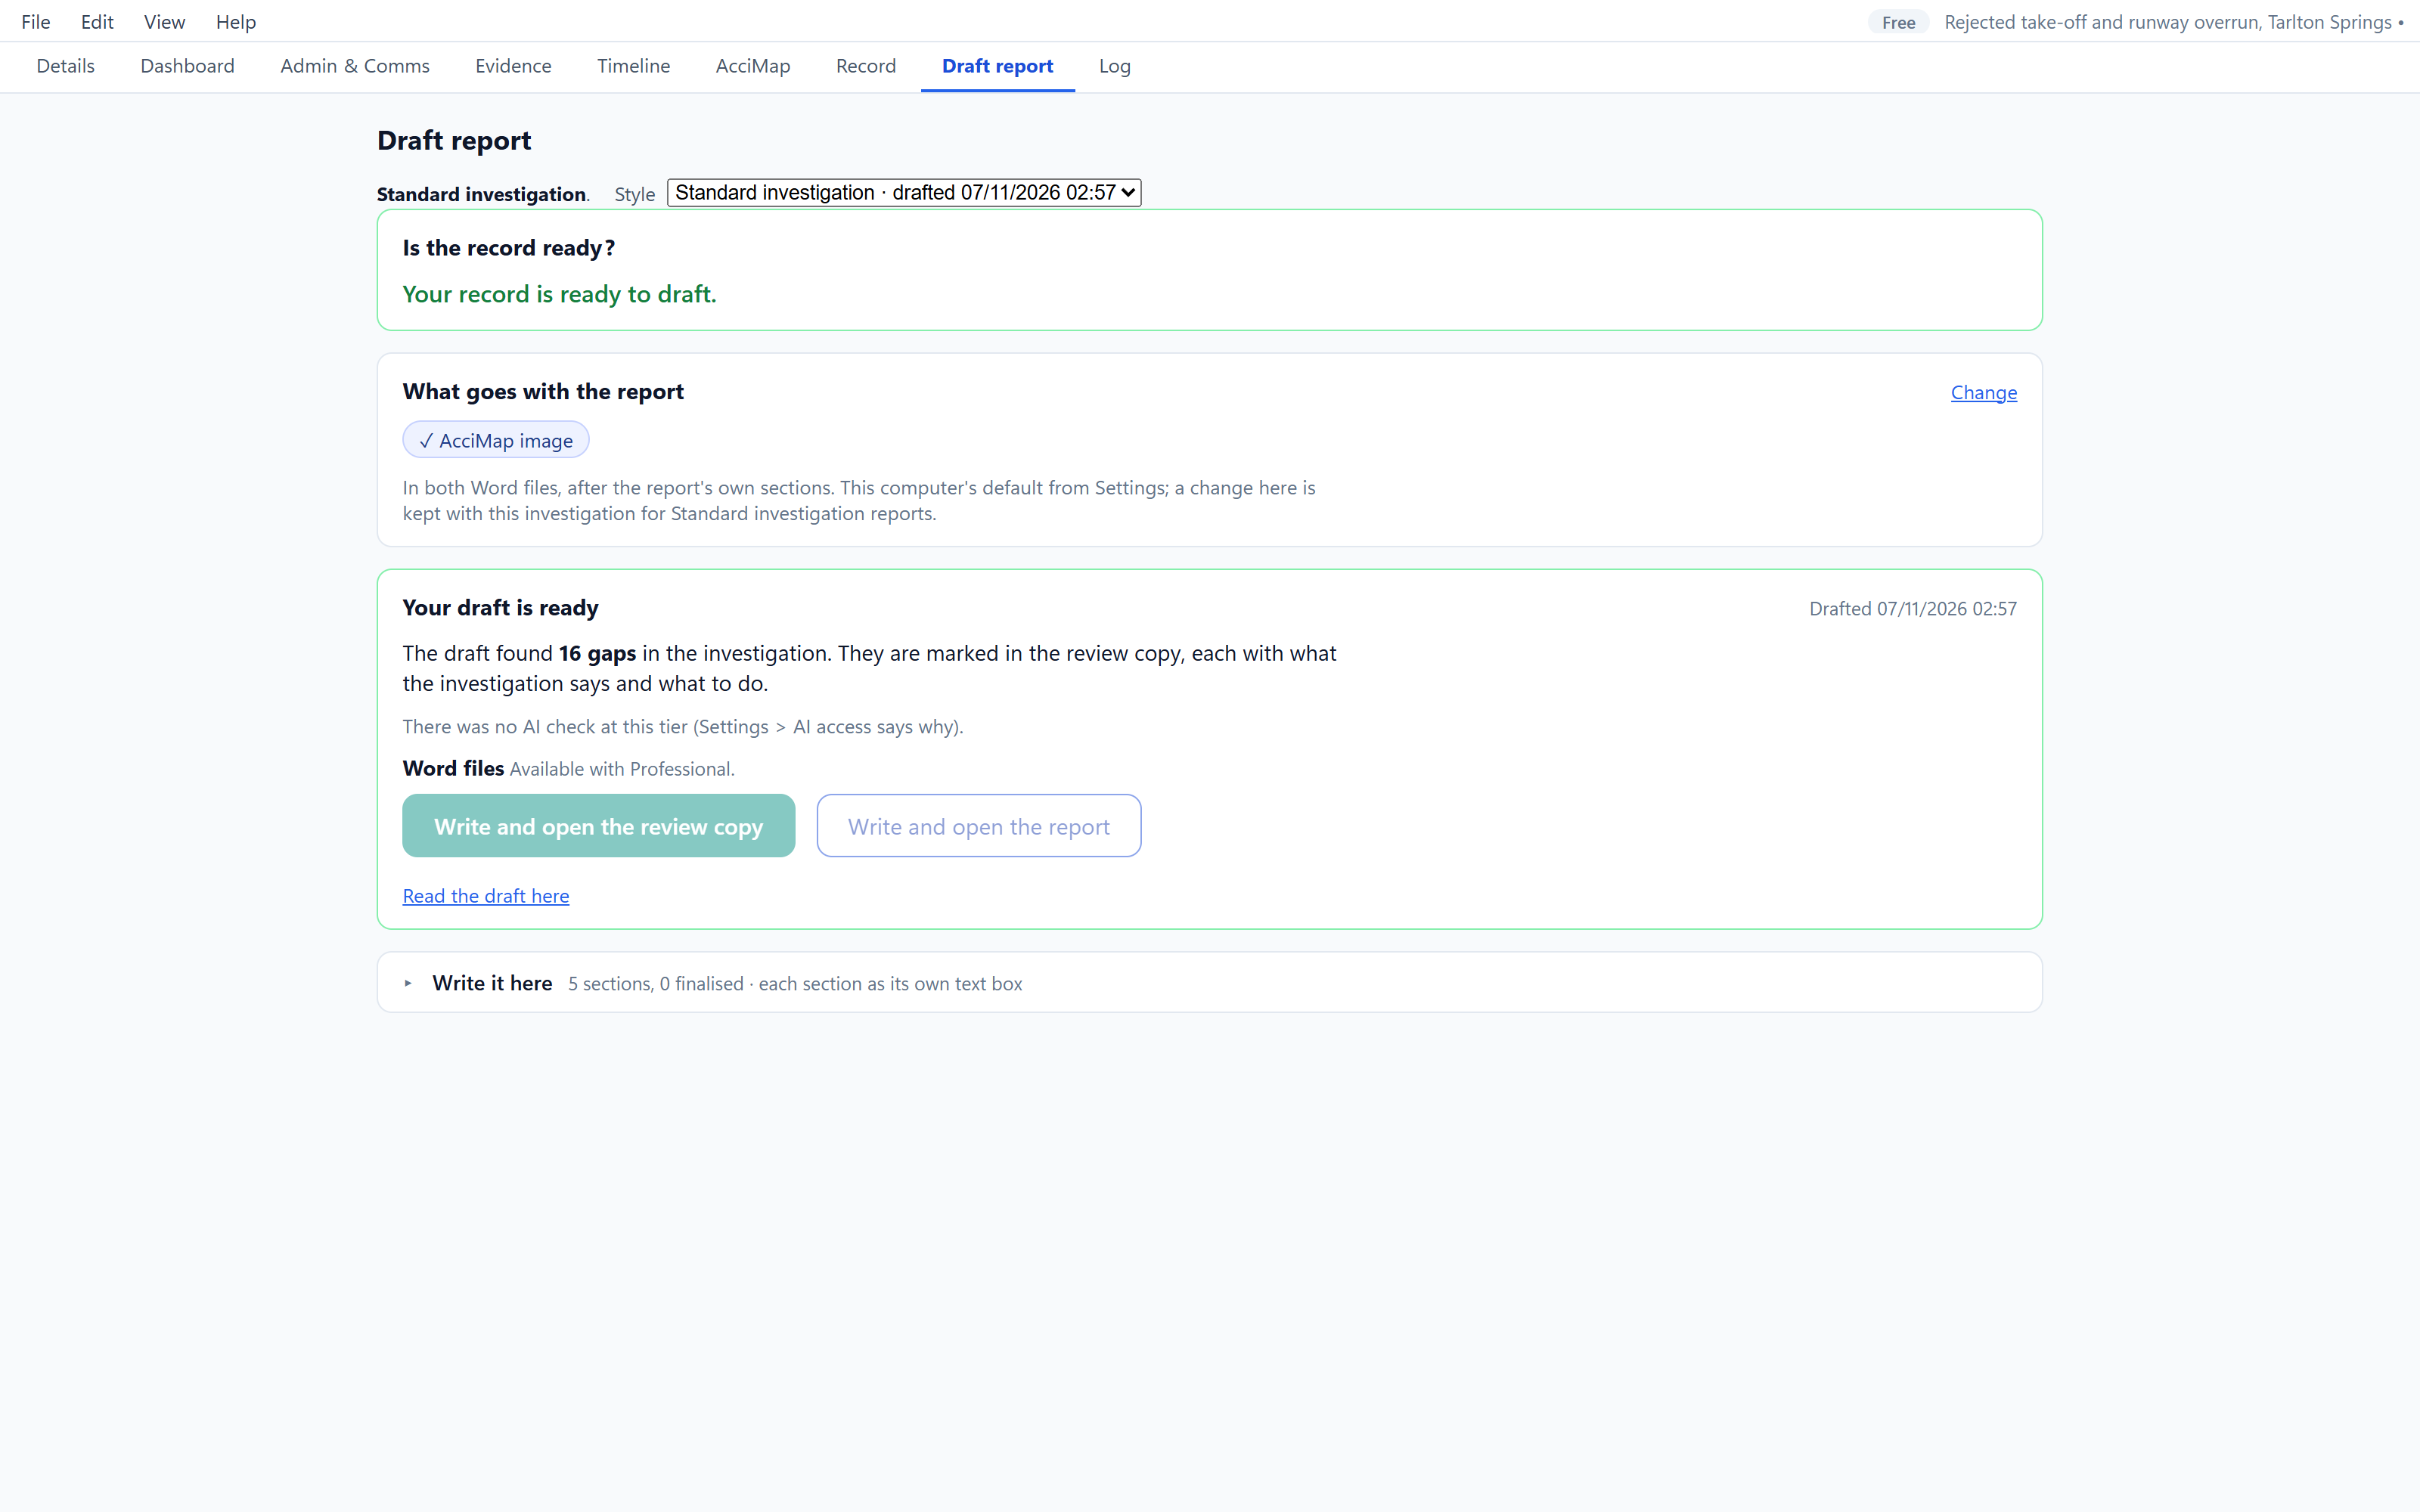 File Edit View Help Free Rejected take-off and runway overrun, Tarlton Springs •
Details Dashboard Admin & Comms Evidence Timeline AcciMap Record Draft report Log
Draft report
Standard investigation. Style Standard investigation · drafted 07/11/2026 02:57
Is the record ready?
Your record is ready to draft.
What goes with the report Change
✓ AcciMap image
In both Word files, after the report's own sections. This computer's default from Settings; a change here is
kept with this investigation for Standard investigation reports.
Your draft is ready Drafted 07/11/2026 02:57
The draft found 16 gaps in the investigation. They are marked in the review copy, each with what
the investigation says and what to do.
There was no AI check at this tier (Settings > AI access says why).
Word files Available with Professional.
Write and open the review copy Write and open the report
Read the draft here
▸ Write it here 5 sections, 0 finalised · each section as its own text box